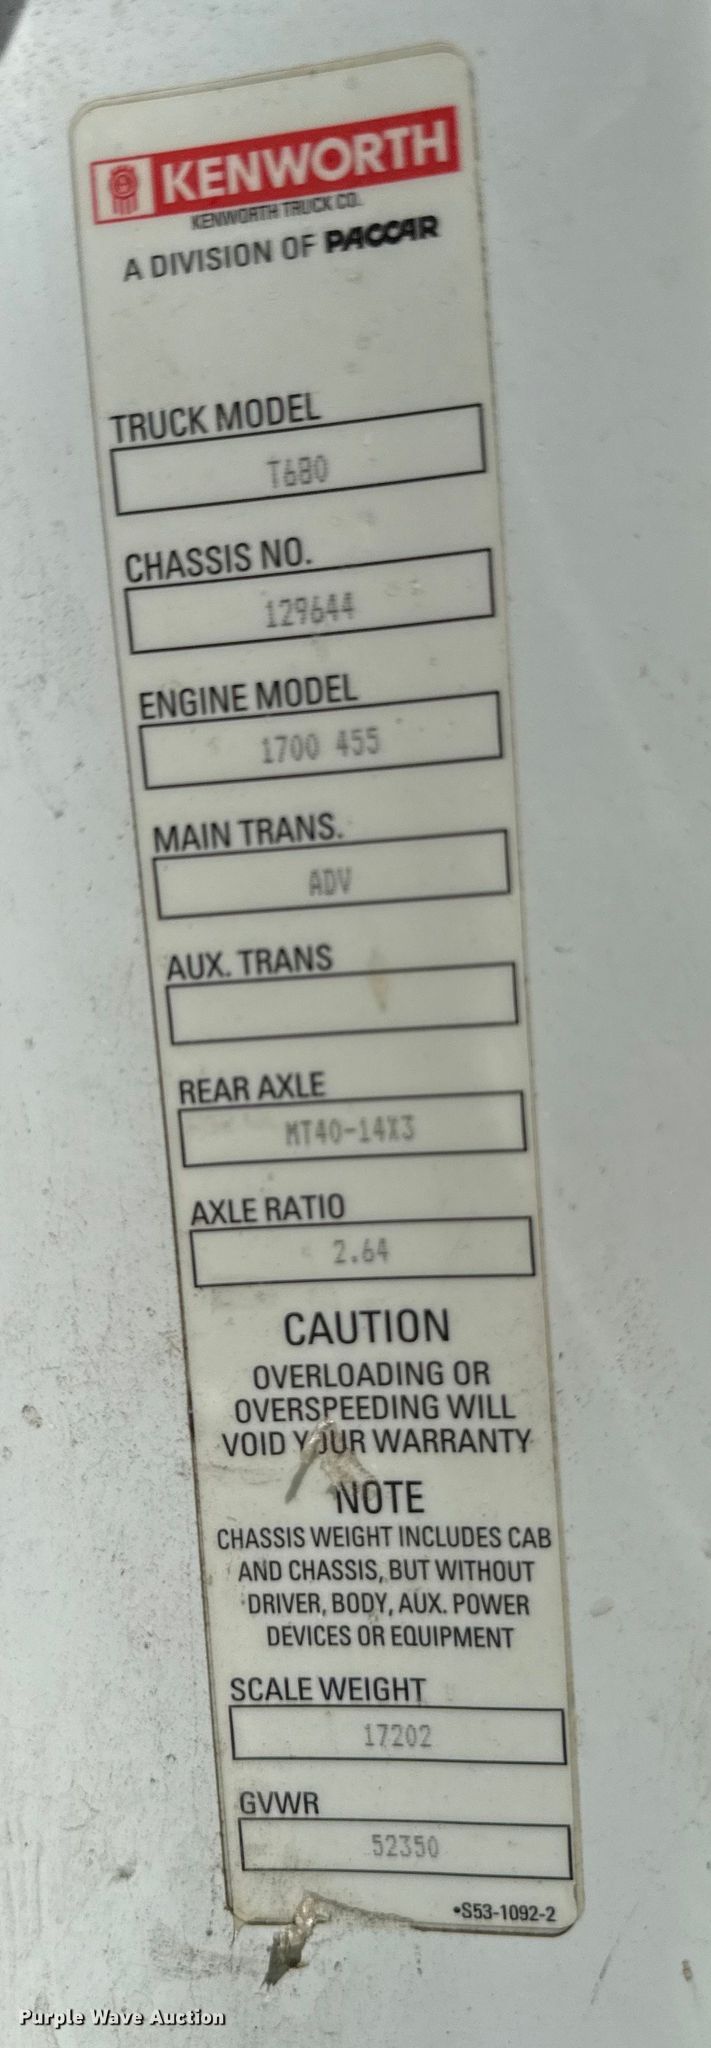 KENWORTH
KENWORTH TRUCK CO.
A DIVISION OF PACCAR
TRUCK MODEL
T680
CHASSIS NO.
129644
ENGINE MODEL
1700 455
MAIN TRANS.
ADV
AUX. TRANS
REAR AXLE
MT40-14X3
AXLE RATIO
2.64
CAUTION
OVERLOADING OR
OVERSPEEDING WILL
VOID YOUR WARRANTY
NOTE
CHASSIS WEIGHT INCLUDES CAB
AND CHASSIS, BUT WITHOUT
DRIVER, BODY, AUX. POWER
DEVICES OR EQUIPMENT
SCALE WEIGHT
17202
GVWR
52350
•S53-1092-2
Purple Wave Auction